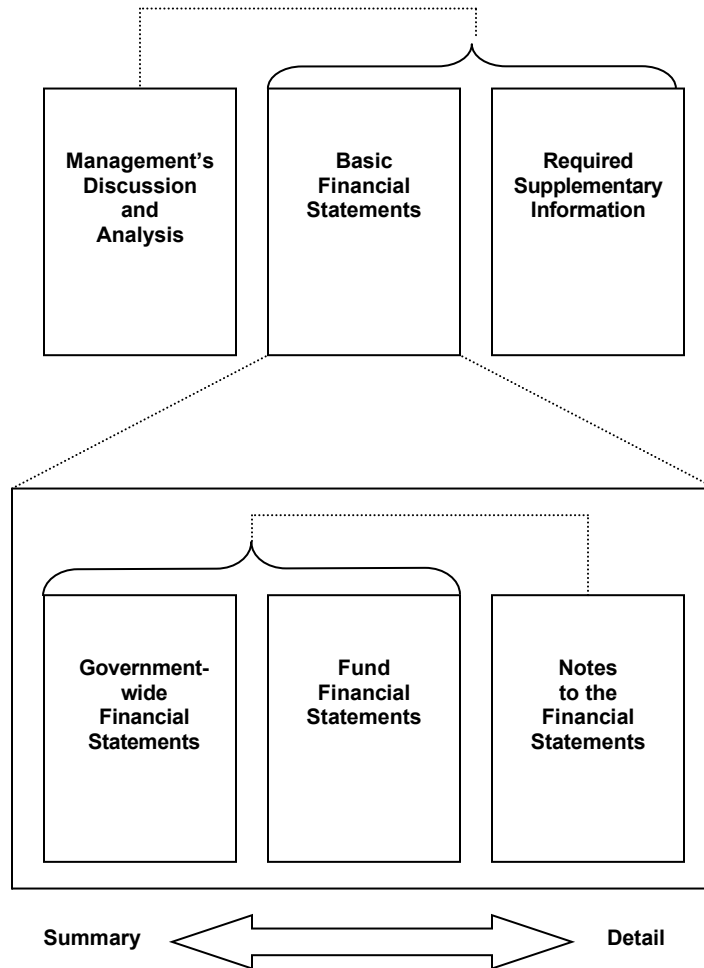 Management’s
Discussion
and
Analysis
Basic
Financial
Statements
Required
Supplementary
Information
Government-
wide
Financial
Statements
Fund
Financial
Statements
Notes
to the
Financial
Statements
Summary
Detail